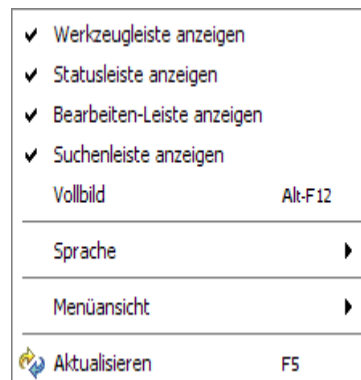 Werkzeugleiste anzeigen
Statusleiste anzeigen
Bearbeiten-Leiste anzeigen
Suchenleiste anzeigen
Vollbild Alt-F12
Sprache
Menüansicht
Aktualisieren F5